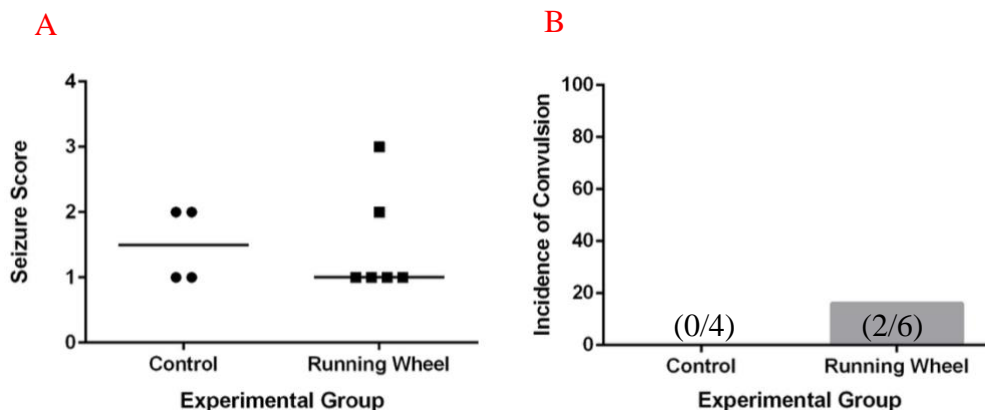 A
Seizure Score
4
3
2
1
0
Control
Running Wheel
Experimental Group
B
Incidence of Convulsion
100
80
60
40
20
0
(0/4)
(2/6)
Control
Running Wheel
Experimental Group